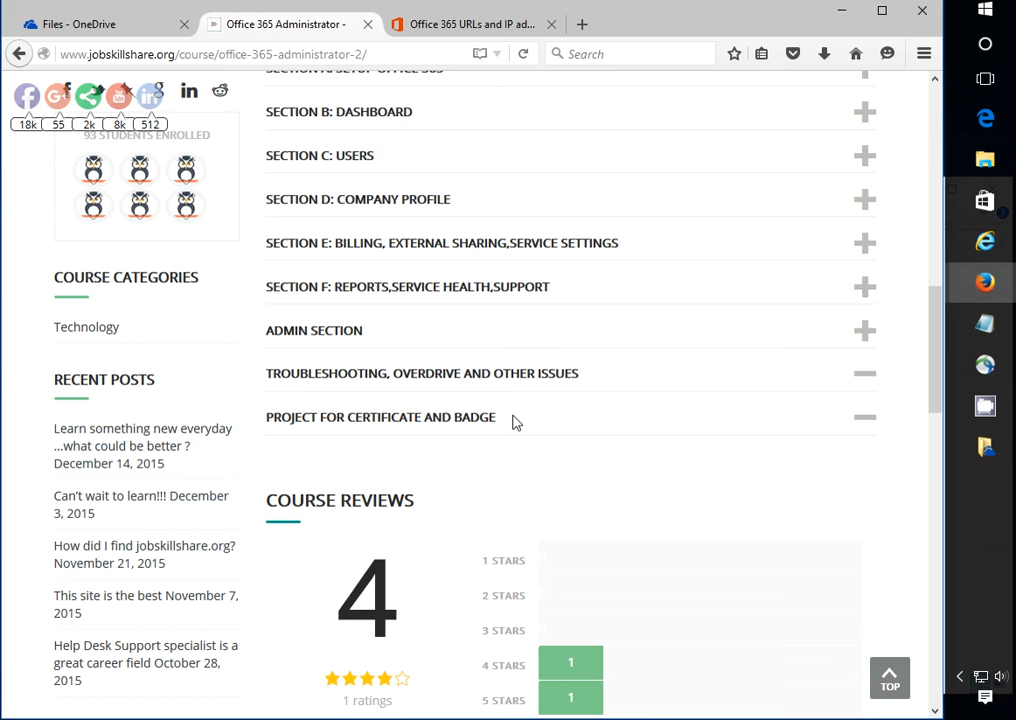 Files - OneDrive
Office 365 Administrator -
Office 365 URLs and IP ad...
www.jobskillshare.org/course/office-365-administrator-2/
Search
SECTION A: SETUP OFFICE 365
18k 55 2k 8k 512
93 STUDENTS ENROLLED
SECTION B: DASHBOARD
SECTION C: USERS
SECTION D: COMPANY PROFILE
SECTION E: BILLING, EXTERNAL SHARING,SERVICE SETTINGS
SECTION F: REPORTS,SERVICE HEALTH,SUPPORT
ADMIN SECTION
TROUBLESHOOTING, OVERDRIVE AND OTHER ISSUES
PROJECT FOR CERTIFICATE AND BADGE
COURSE CATEGORIES
Technology
RECENT POSTS
Learn something new everyday
...what could be better ?
December 14, 2015
Can't wait to learn!!! December
3, 2015
How did I find jobskillshare.org?
November 21, 2015
This site is the best November 7,
2015
Help Desk Support specialist is a
great career field October 28,
2015
COURSE REVIEWS
4
1 ratings
1 STARS
2 STARS
3 STARS
4 STARS 1
5 STARS 1
TOP